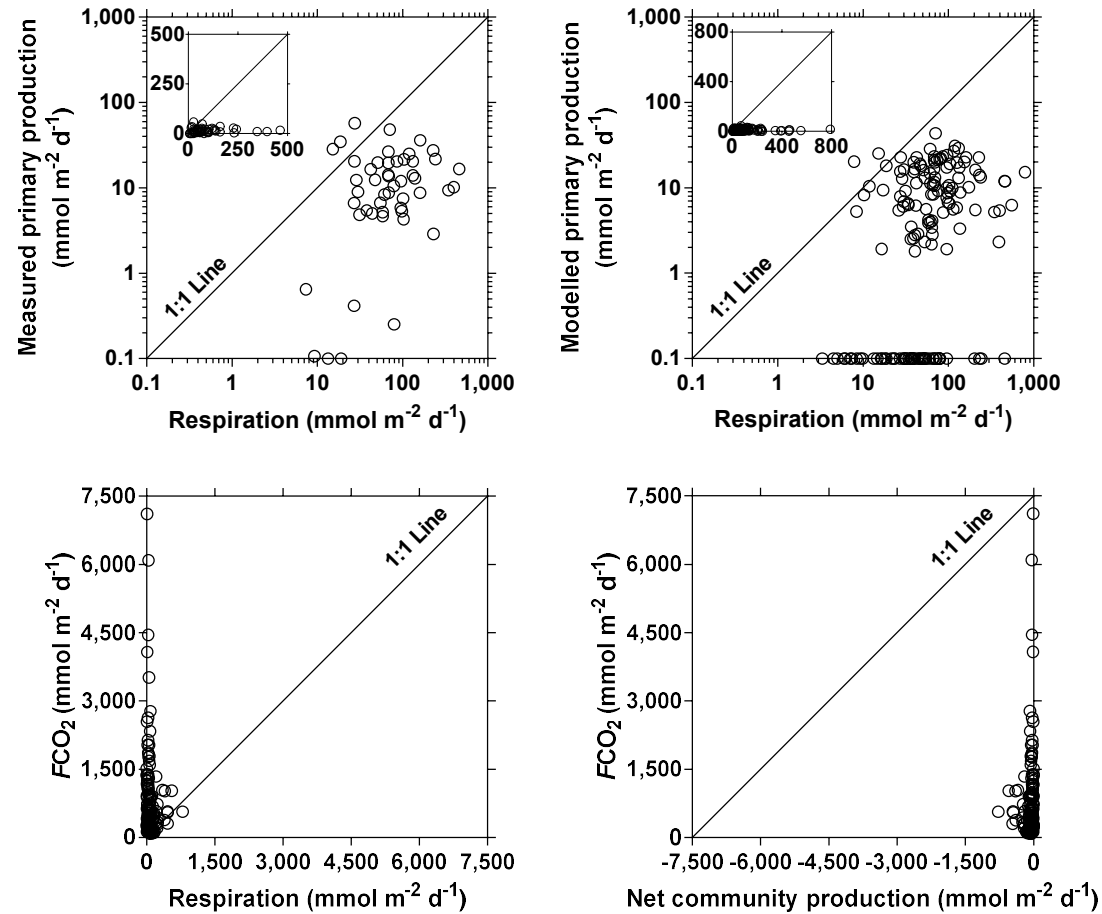 Measured primary production
(mmol m⁻² d⁻¹)
1,000
100
10
1
0.1
0.1 1 10 100 1,000
Respiration (mmol m⁻² d⁻¹)
1:1 Line
500
250
0
0 250 500
Modelled primary production
(mmol m⁻² d⁻¹)
1,000
100
10
1
0.1
0.1 1 10 100 1,000
Respiration (mmol m⁻² d⁻¹)
1:1 Line
800
400
0
0 400 800
FCO₂ (mmol m⁻² d⁻¹)
7,500
6,000
4,500
3,000
1,500
0
0 1,500 3,000 4,500 6,000 7,500
Respiration (mmol m⁻² d⁻¹)
1:1 Line
FCO₂ (mmol m⁻² d⁻¹)
7,500
6,000
4,500
3,000
1,500
0
-7,500 -6,000 -4,500 -3,000 -1,500 0
Net community production (mmol m⁻² d⁻¹)
1:1 Line